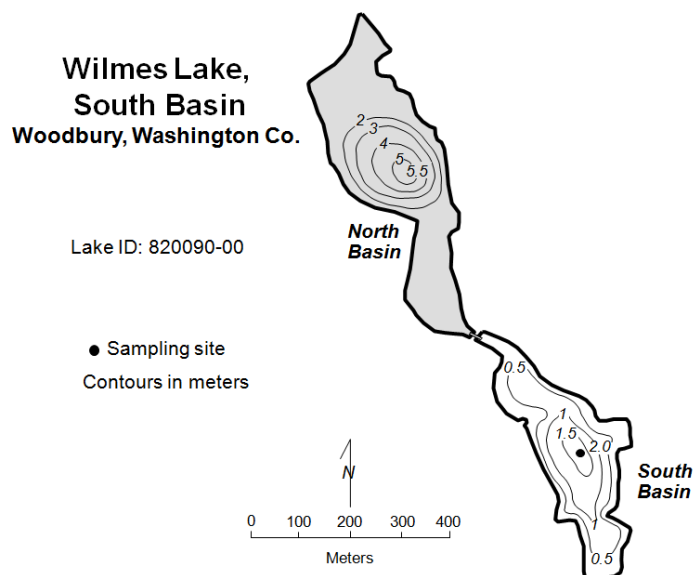 Wilmes Lake,
South Basin
Woodbury, Washington Co.
Lake ID: 820090-00
Sampling site
Contours in meters
2
3
4
5
5.5
North
Basin
0.5
1
1.5
2.0
South
Basin
1
0.5
N
0 100 200 300 400
Meters